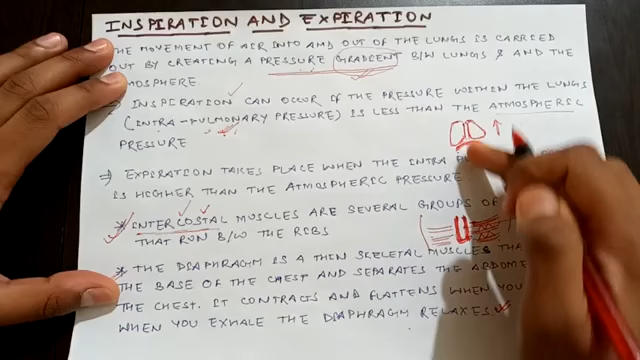 INSPIRATION AND EXPIRATION
THE MOVEMENT OF AIR INTO AND OUT OF THE LUNGS IS CARRIED
OUT BY CREATING A PRESSURE GRADIENT B/W LUNGS & AND THE
MOSPHERE.
⇒ INSPIRATION CAN OCCUR IF THE PRESSURE WITHIN THE LUNGS
(INTRA-PULMONARY PRESSURE) IS LESS THAN THE ATMOSPHERIC
PRESSURE
⇒ EXPIRATION TAKES PLACE WHEN THE INTRA
IS HIGHER THAN THE ATMOSPHERIC PRESSURE
* INTERCOSTAL MUSCLES ARE SEVERAL GROUPS OF
THAT RUN B/W THE RIBS
* THE DIAPHRAGM IS A THIN SKELETAL MUSCLES THA
THE BASE OF THE CHEST AND SEPARATES THE ABDOME
THE CHEST. IT CONTRACTS AND FLATTENS WHEN YOU
WHEN YOU EXHALE THE DIAPHRAGM RELAXES.